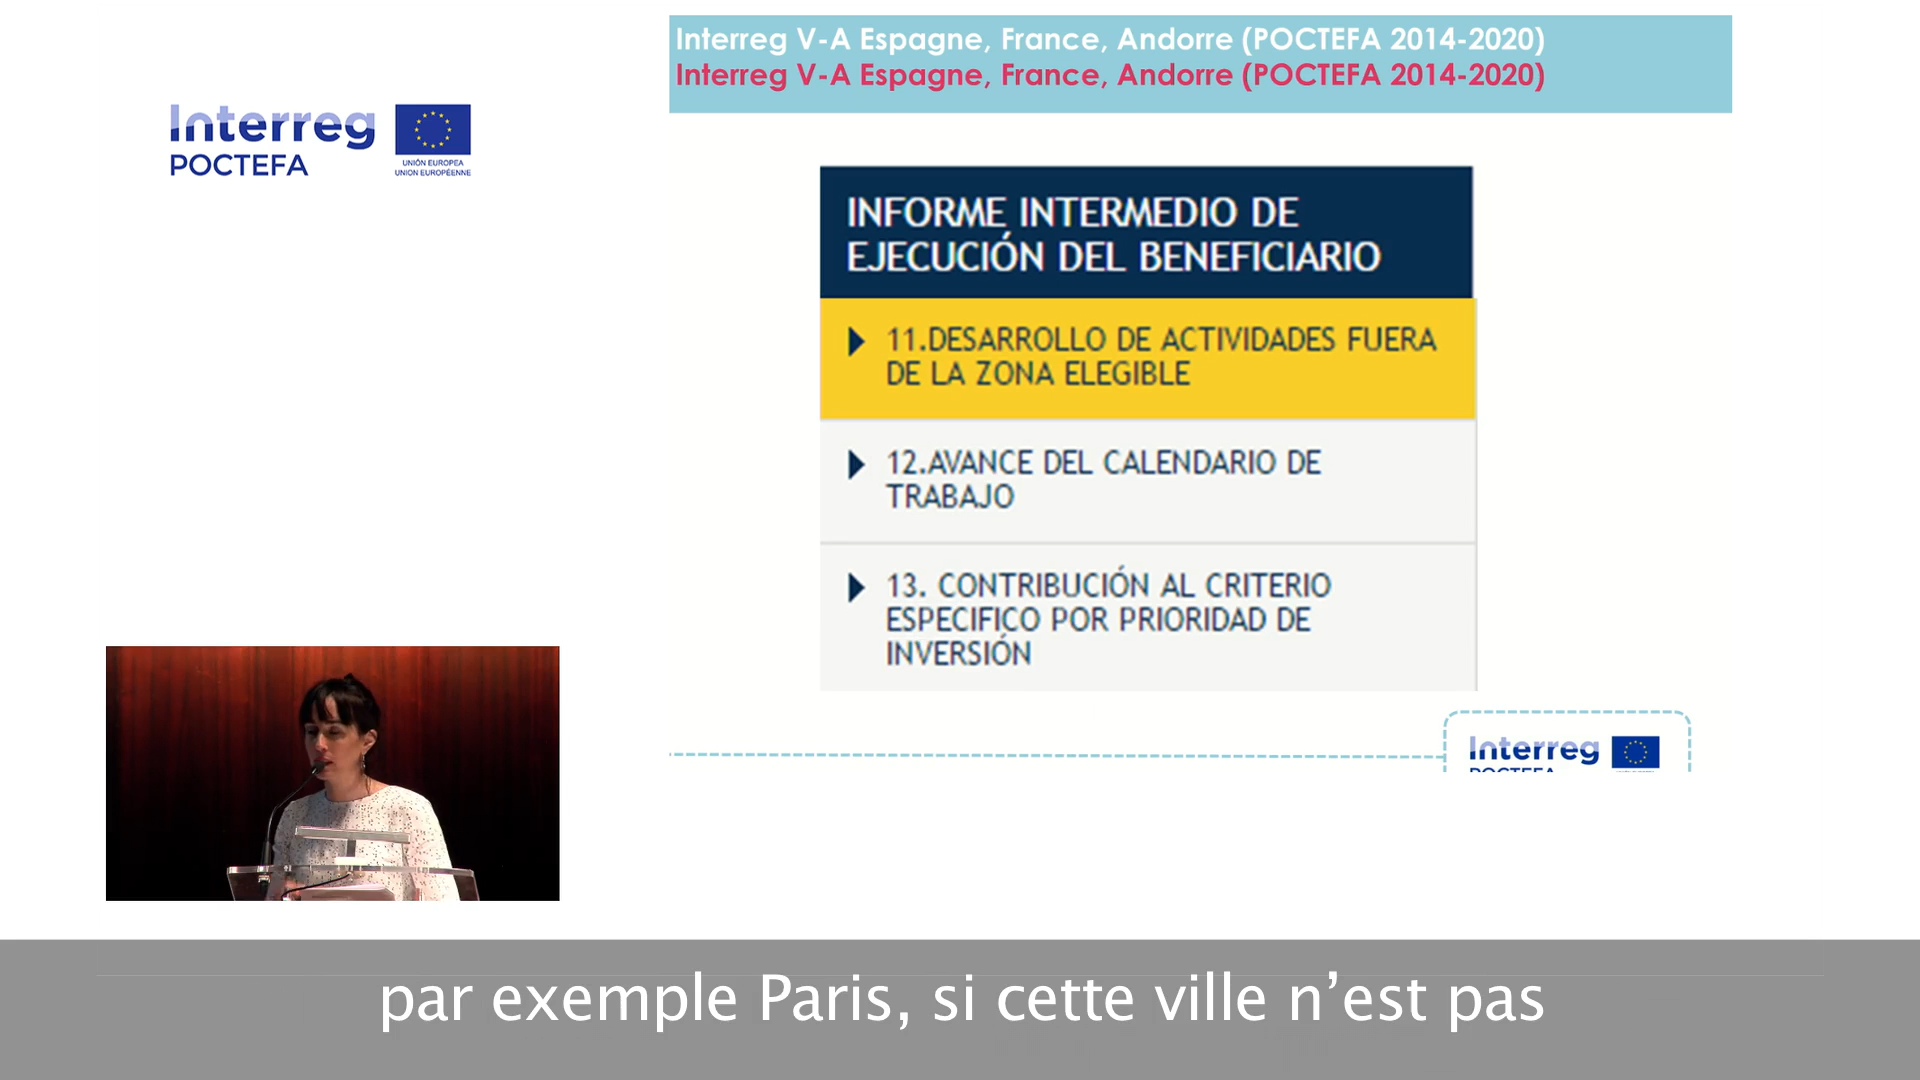 Interreg V-A Espagne, France, Andorre (POCTEFA 2014-2020)
Interreg V-A Espagne, France, Andorre (POCTEFA 2014-2020)
Interreg
POCTEFA
UNIÓN EUROPEA
UNION EUROPÉENNE
INFORME INTERMEDIO DE
EJECUCIÓN DEL BENEFICIARIO
11.DESARROLLO DE ACTIVIDADES FUERA
DE LA ZONA ELEGIBLE
12.AVANCE DEL CALENDARIO DE
TRABAJO
13. CONTRIBUCIÓN AL CRITERIO
ESPECIFICO POR PRIORIDAD DE
INVERSIÓN
Interreg
POCTEFA
par exemple Paris, si cette ville n’est pas